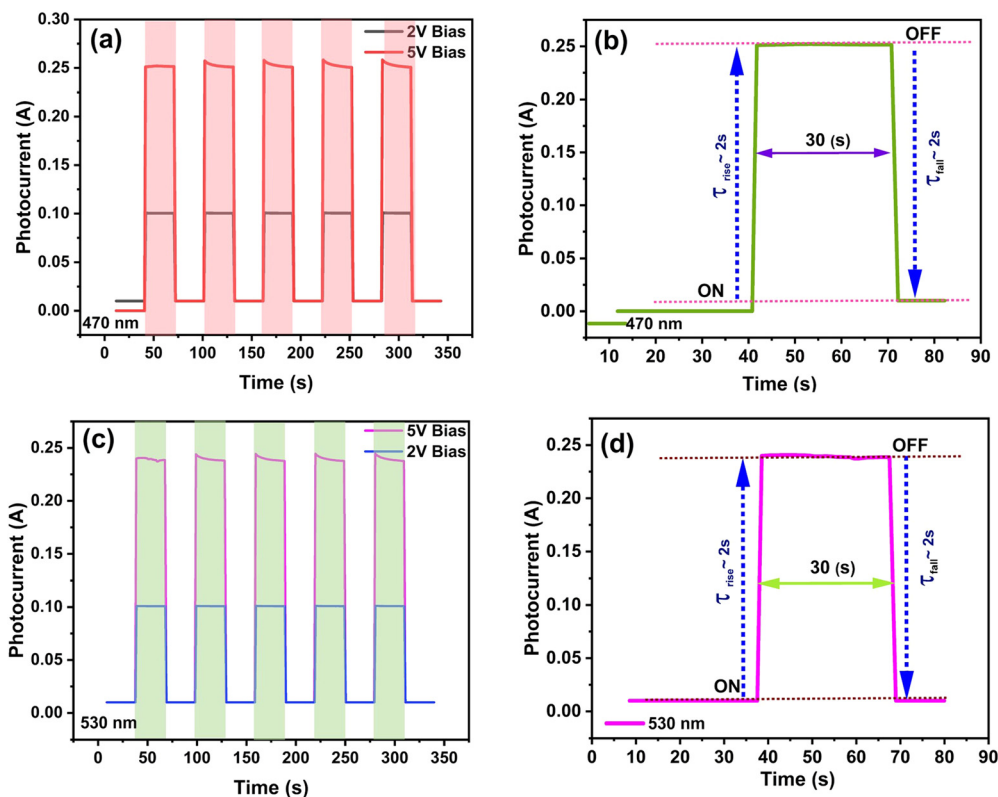 (a)
2V Bias
5V Bias
Photocurrent (A)
0.30
0.25
0.20
0.15
0.10
0.05
0.00
470 nm
0 50 100 150 200 250 300 350
Time (s)
(b)
OFF
Photocurrent (A)
0.25
0.20
0.15
0.10
0.05
0.00
τ rise ~ 2s
30 (s)
τ fall ~ 2s
ON
470 nm
10 20 30 40 50 60 70 80 90
Time (s)
(c)
5V Bias
2V Bias
Photocurrent (A)
0.25
0.20
0.15
0.10
0.05
0.00
530 nm
0 50 100 150 200 250 300 350
Time (s)
(d)
OFF
Photocurrent (A)
0.25
0.20
0.15
0.10
0.05
0.00
τ rise ~ 2s
30 (s)
τ fall ~ 2s
ON
530 nm
0 10 20 30 40 50 60 70 80 90
Time (s)